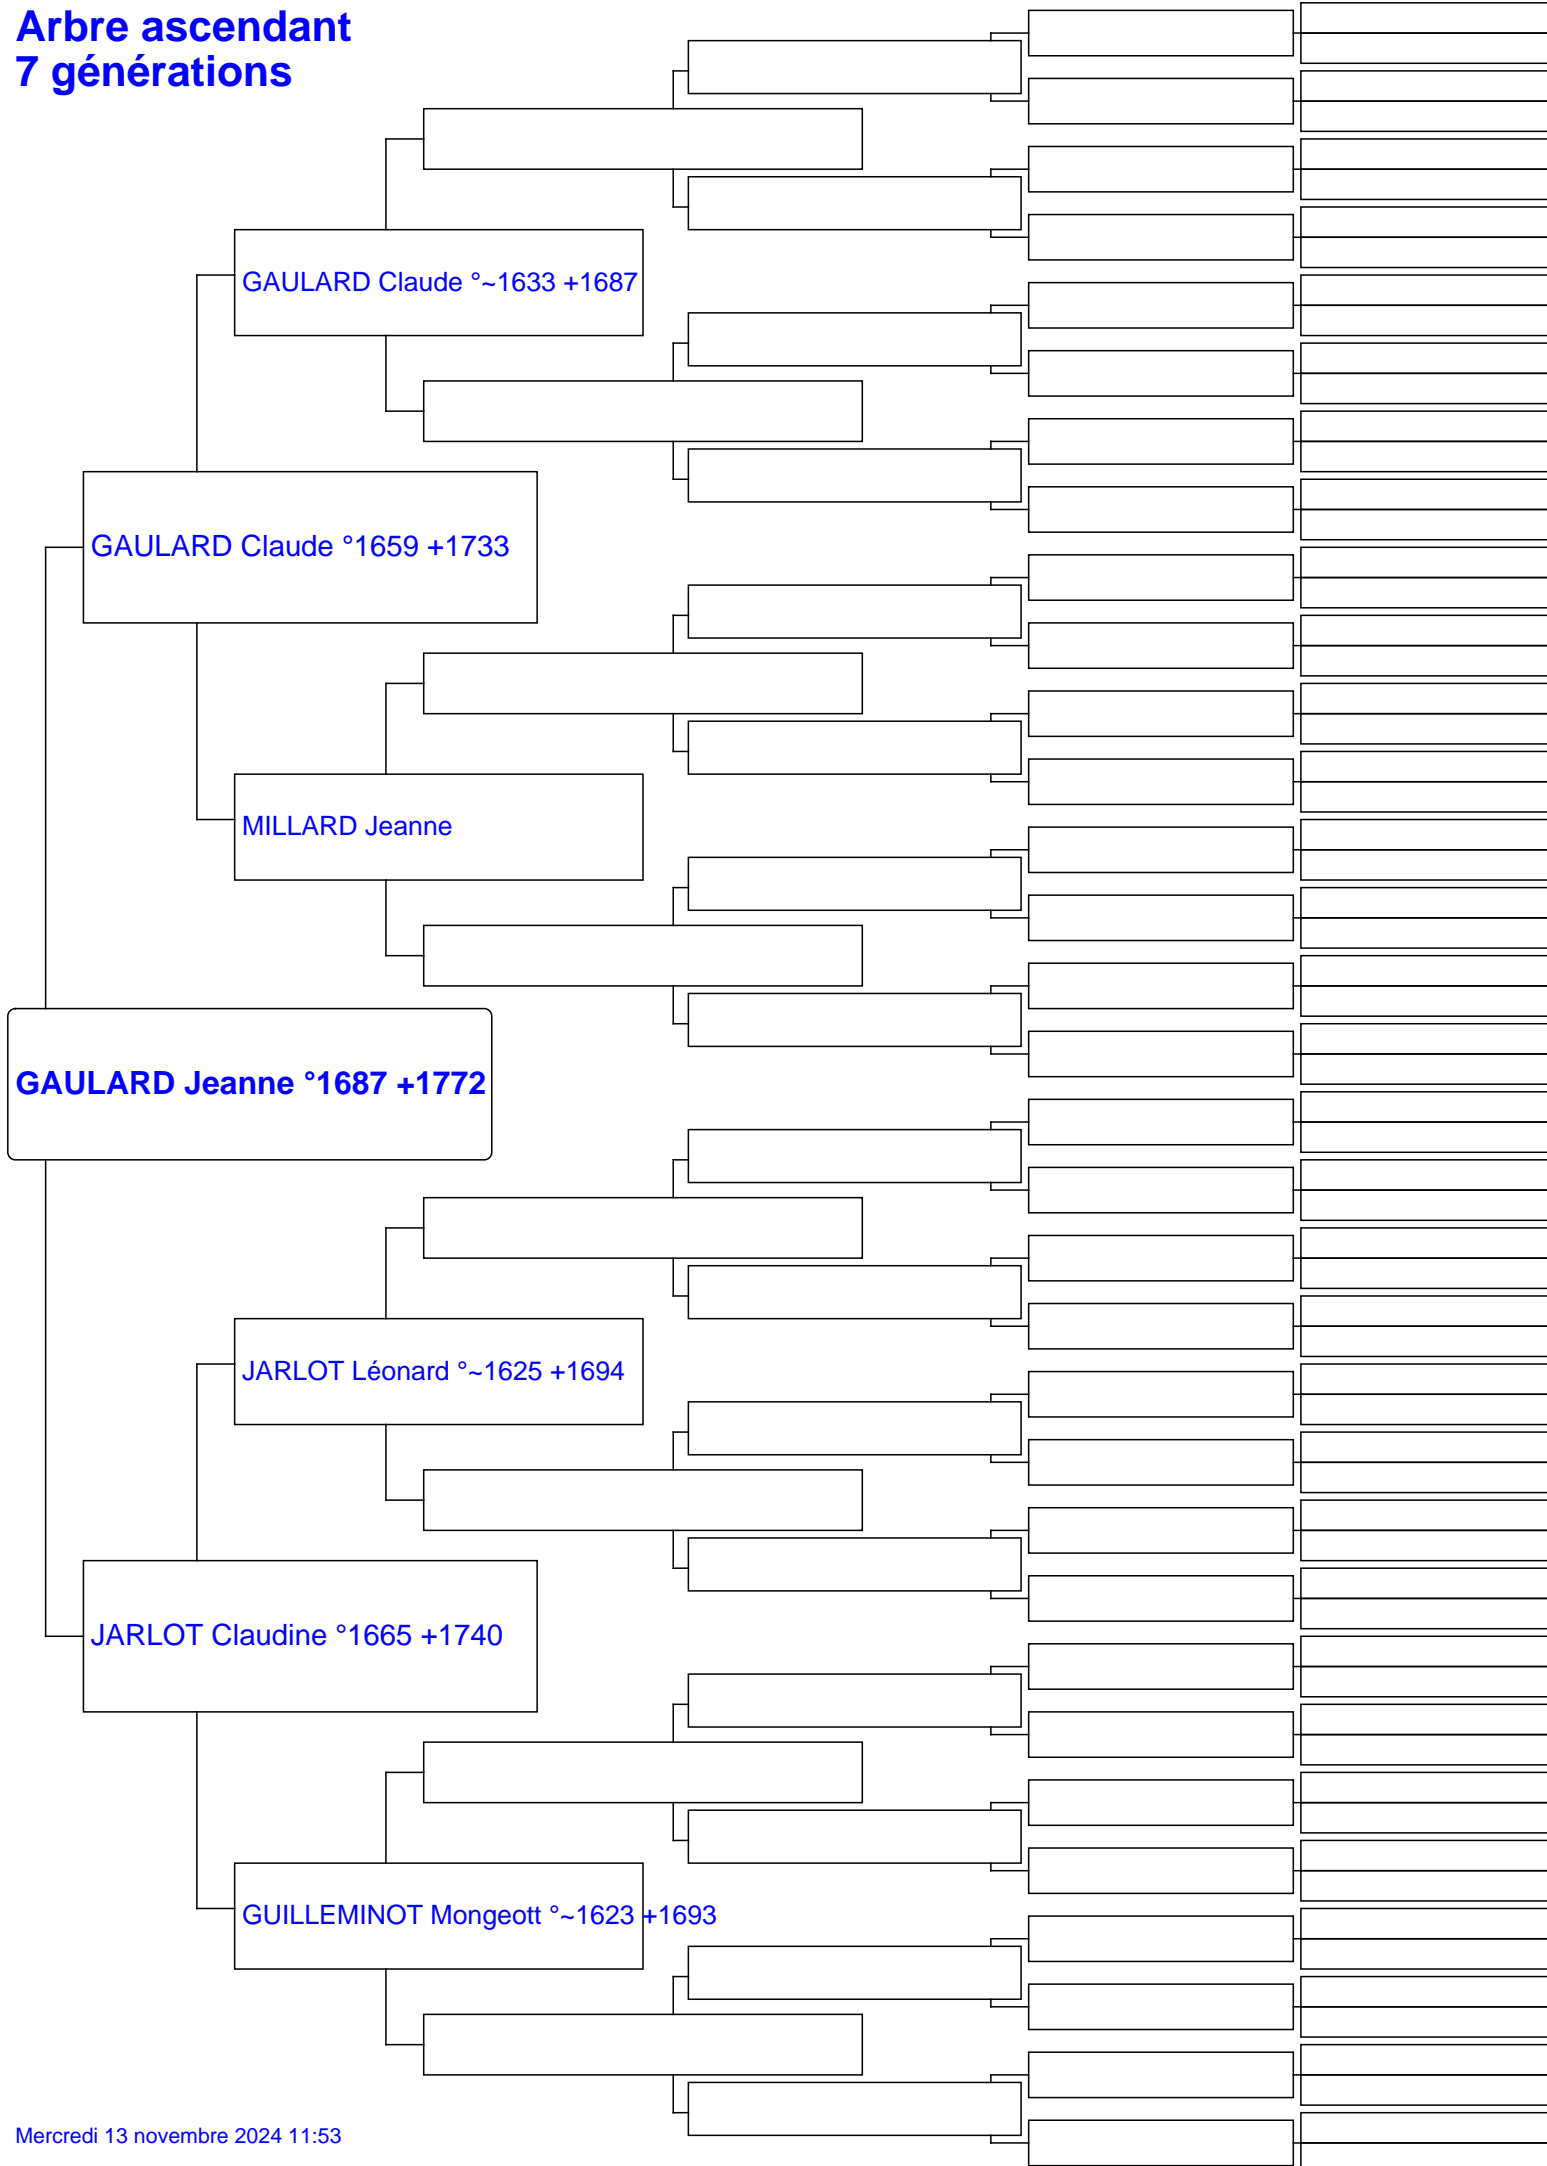 Arbre ascendant
7 générations
GAULARD Claude °~1633 +1687
GAULARD Claude °1659 +1733
MILLARD Jeanne
GAULARD Jeanne °1687 +1772
JARLOT Léonard °~1625 +1694
JARLOT Claudine °1665 +1740
GUILLEMINOT Mongeott °~1623 +1693
Mercredi 13 novembre 2024 11:53